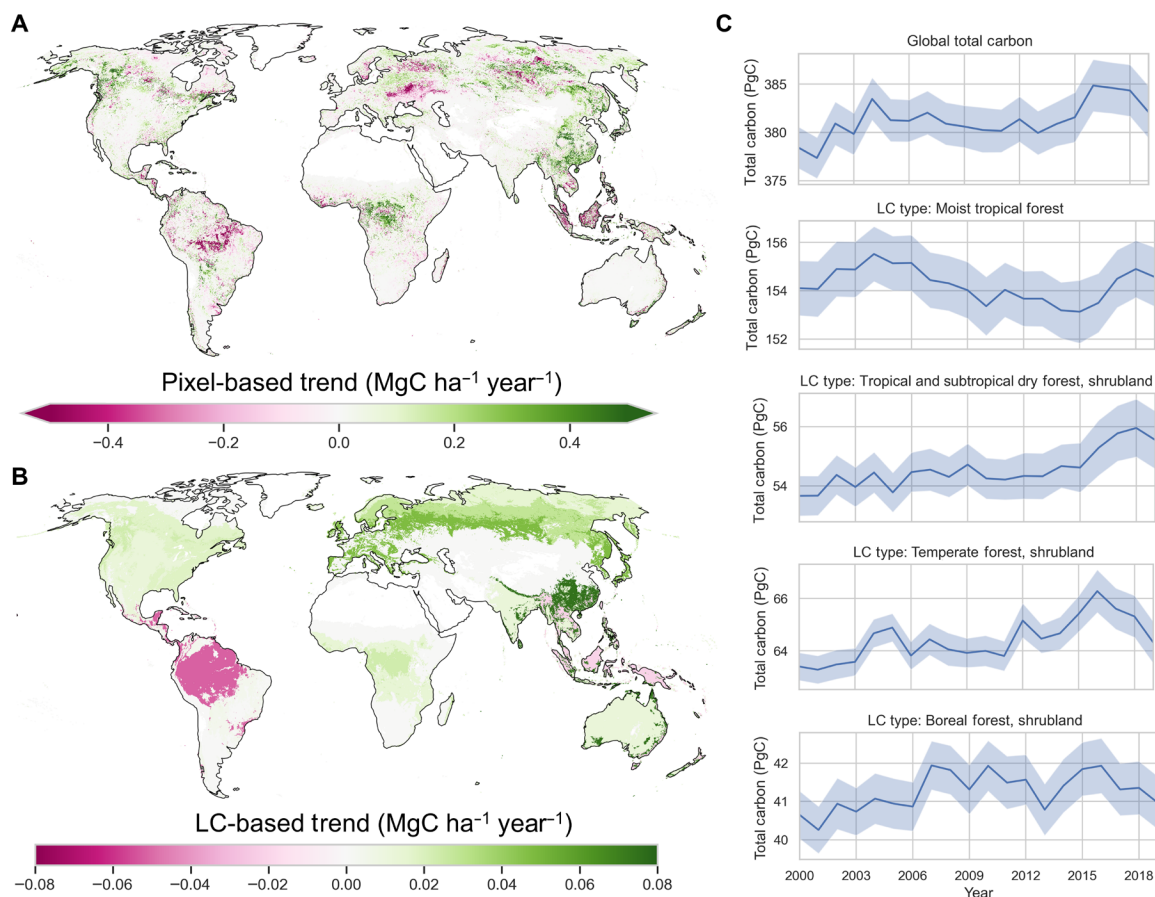 A
Pixel-based trend (MgC ha⁻¹ year⁻¹)
−0.4 −0.2 0.0 0.2 0.4
B
LC-based trend (MgC ha⁻¹ year⁻¹)
−0.08 −0.06 −0.04 −0.02 0.00 0.02 0.04 0.06 0.08
C
Global total carbon
Total carbon (PgC)
385
380
375
LC type: Moist tropical forest
Total carbon (PgC)
156
154
152
LC type: Tropical and subtropical dry forest, shrubland
Total carbon (PgC)
56
54
LC type: Temperate forest, shrubland
Total carbon (PgC)
66
64
LC type: Boreal forest, shrubland
Total carbon (PgC)
42
41
40
2000 2003 2006 2009 2012 2015 2018
Year